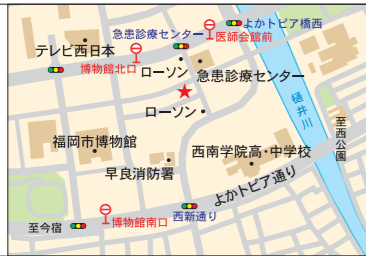 急患診療センター
よかトピア橋西
医師会館前
テレビ西日本
博物館北口
ローソン
急患診療センター
ローソン
樋井川
至西公園
福岡市博物館
西南学院高・中学校
早良消防署
よかトピア通り
西新通り
博物館南口
至今宿